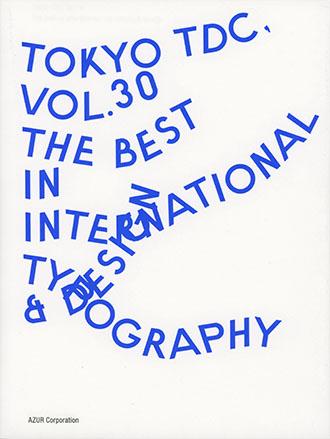 TOKYO TDC,
VOL.30
THE BEST
IN
INTERNATIONAL
TYPOGRAPHY
& DESIGN
AZUR Corporation